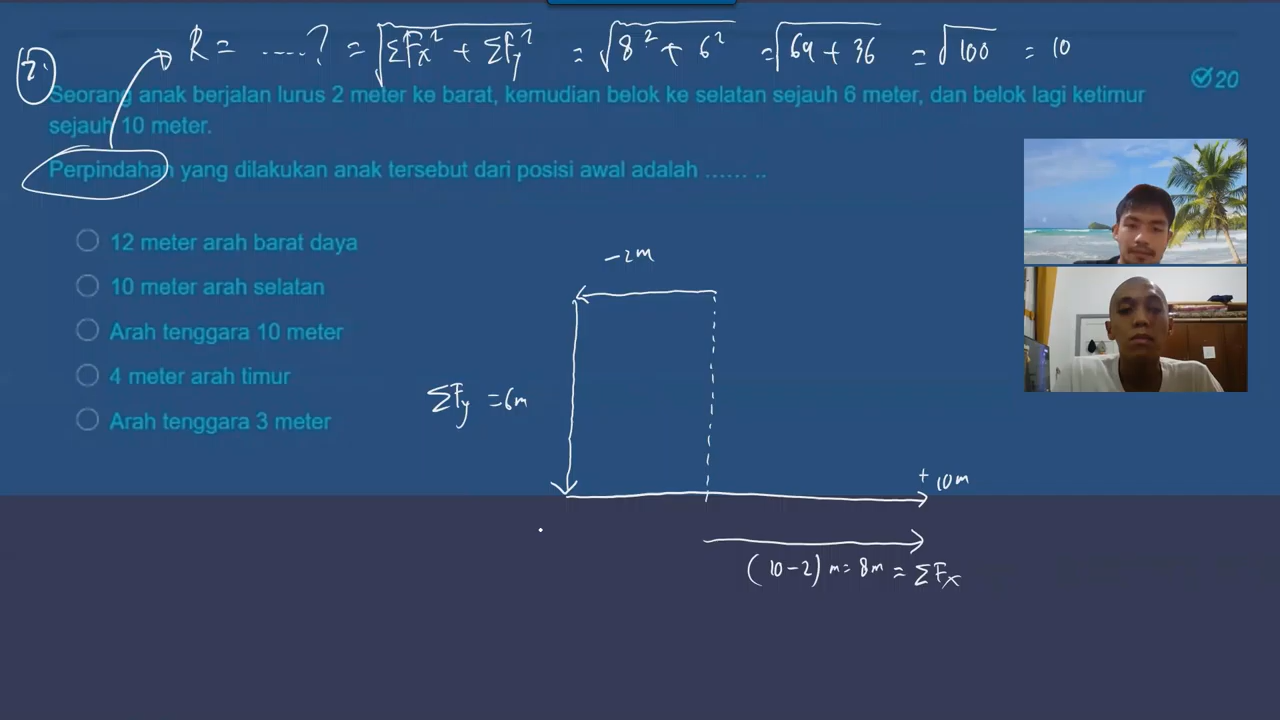 2. R = ....? = √ΣFx² + ΣFy² = √8² + 6² = √64 + 36 = √100 = 10
20
Seorang anak berjalan lurus 2 meter ke barat, kemudian belok ke selatan sejauh 6 meter, dan belok lagi ketimur
sejauh 10 meter.
Perpindahan yang dilakukan anak tersebut dari posisi awal adalah ...... ..
12 meter arah barat daya
10 meter arah selatan
Arah tenggara 10 meter
4 meter arah timur
Arah tenggara 3 meter
-2m
ΣFy = 6m
+ 10m
(10-2) m = 8m = ΣFx